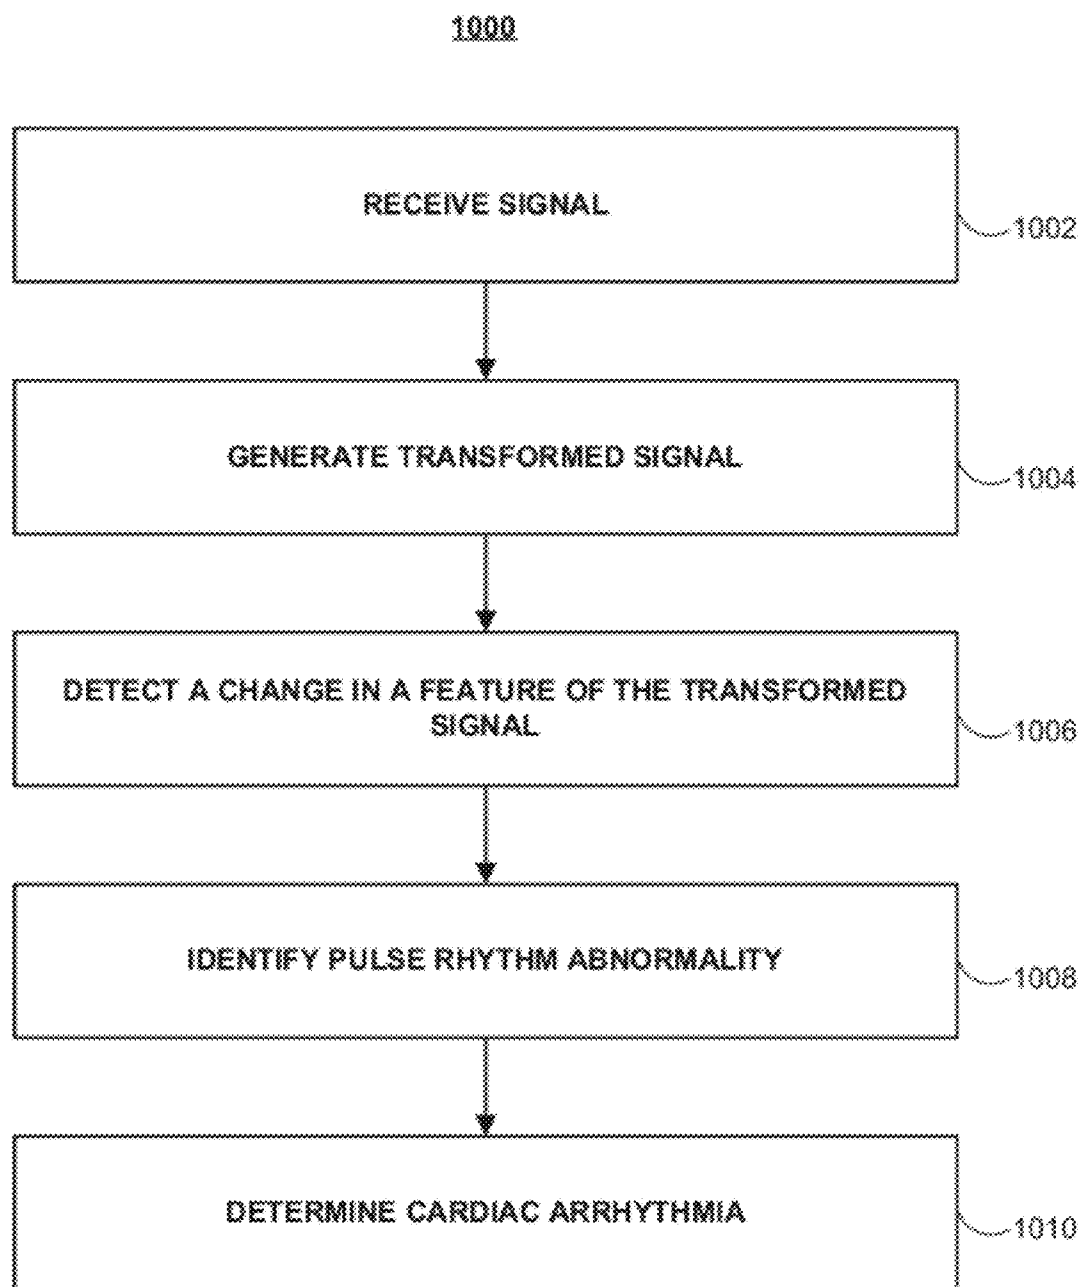 1000
RECEIVE SIGNAL
1002
GENERATE TRANSFORMED SIGNAL
1004
DETECT A CHANGE IN A FEATURE OF THE TRANSFORMED
SIGNAL
1006
IDENTIFY PULSE RHYTHM ABNORMALITY
1008
DETERMINE CARDIAC ARRHYTHMIA
1010